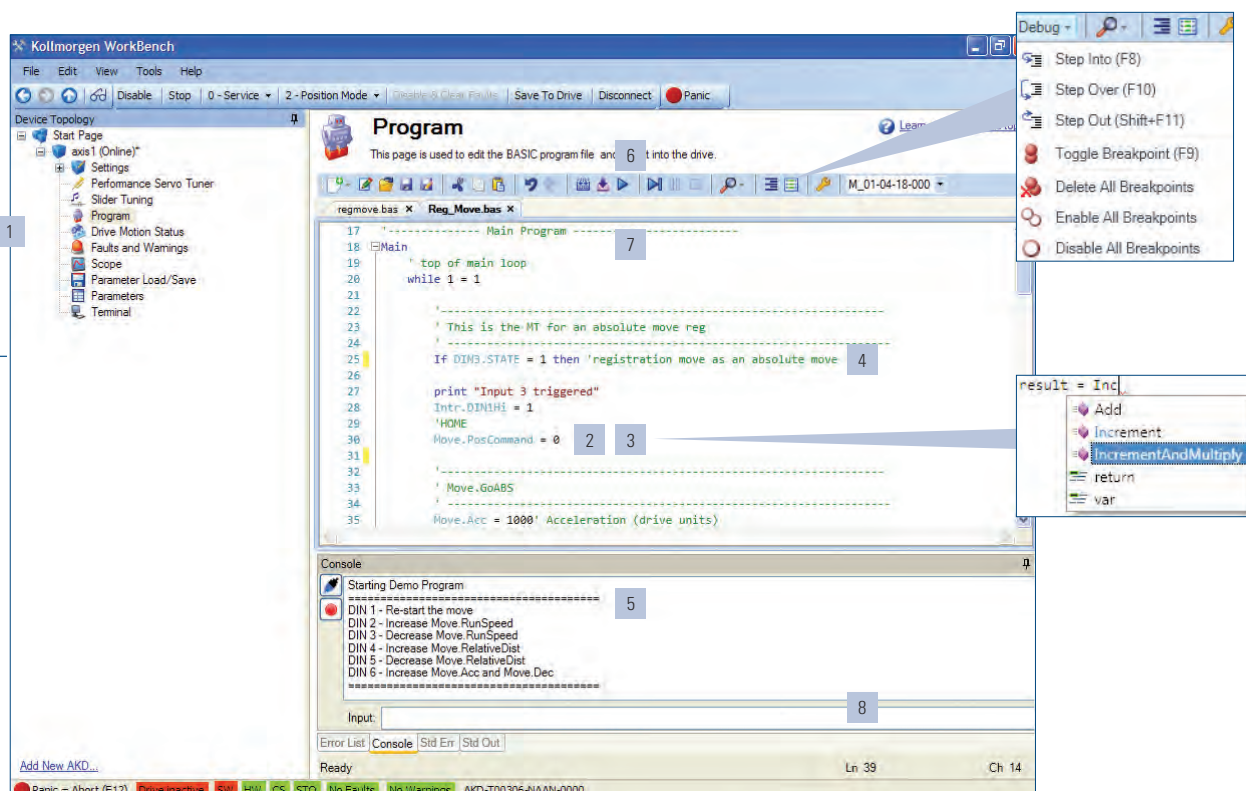 Kollmorgen WorkBench
File Edit View Tools Help
Disable Stop 0 - Service 2 - Position Mode Save To Drive Disconnect Panic
Device Topology
Start Page
axis1 (Online)*
Settings
Perfomance Servo Tuner
Slider Tuning
Program
Drive Motion Status
Faults and Warnings
Scope
Parameter Load/Save
Parameters
Terminal
Add New AKD...
1
Program
This page is used to edit the BASIC program file and into the drive.
6
M_01-04-18-000
regmove.bas × Reg_Move.bas ×
17 '------------- Main Program -----------------------
7
18 Main
19 ' top of main loop
20 while 1 = 1
21
22 '----------------------------------------------------------------
23 ' This is the MT for an absolute move reg
24 ' ----------------------------------------------------------------
25 If DIN3.STATE = 1 then 'registration move as an absolute move
4
26
27 print "Input 3 triggered"
28 Intr.DIN1Hi = 1
29 'HOME
30 Move.PosCommand = 0
2 3
31
32 '----------------------------------------------------------------
33 ' Move.GoABS
34 ' ----------------------------------------------------------------
35 Move.Acc = 1000' Acceleration (drive units)
Console
Starting Demo Program
========================================
5
DIN 1 - Re-start the move
DIN 2 - Increase Move.RunSpeed
DIN 3 - Decrease Move.RunSpeed
DIN 4 - Increase Move.RelativeDist
DIN 5 - Decrease Move.RelativeDist
DIN 6 - Increase Move.Acc and Move.Dec
========================================
Input:
8
Error List Console Std Err Std Out
Ready Ln 39 Ch 14
Panic = Abort (F12) Drive Inactive SW HW CS STO No Faults No Warnings AKD-T00306-NAAN-0000
Debug
Step Into (F8)
Step Over (F10)
Step Out (Shift+F11)
Toggle Breakpoint (F9)
Delete All Breakpoints
Enable All Breakpoints
Disable All Breakpoints
result = Inc
Add
Increment
IncrementAndMultiply
return
var